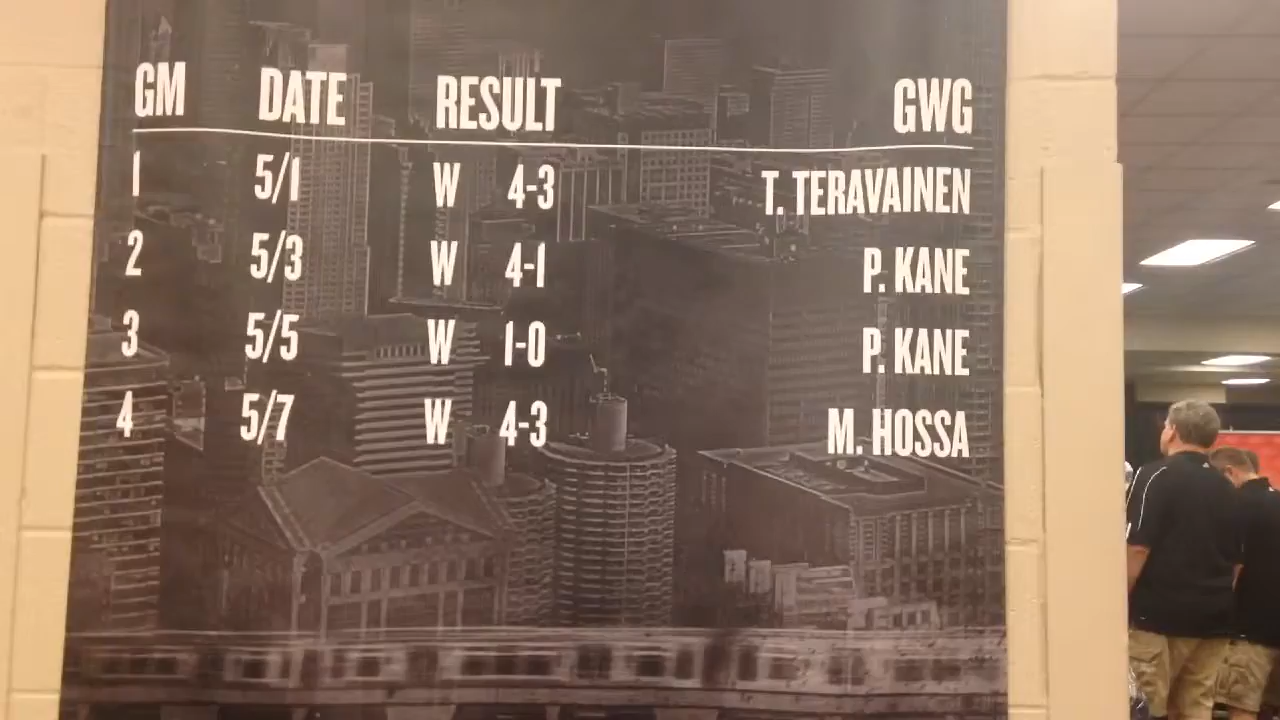 GM DATE RESULT GWG
1 5/1 W 4-3 T. TERAVAINEN
2 5/3 W 4-1 P. KANE
3 5/5 W 1-0 P. KANE
4 5/7 W 4-3 M. HOSSA